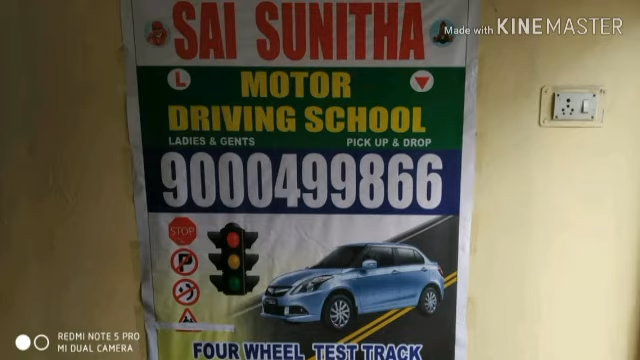 Made with KINEMASTER
SAI SUNITHA
L
MOTOR
DRIVING SCHOOL
LADIES & GENTS PICK UP & DROP
9000499866
STOP
P
FOUR WHEEL TEST TRACK
REDMI NOTE 5 PRO
MI DUAL CAMERA